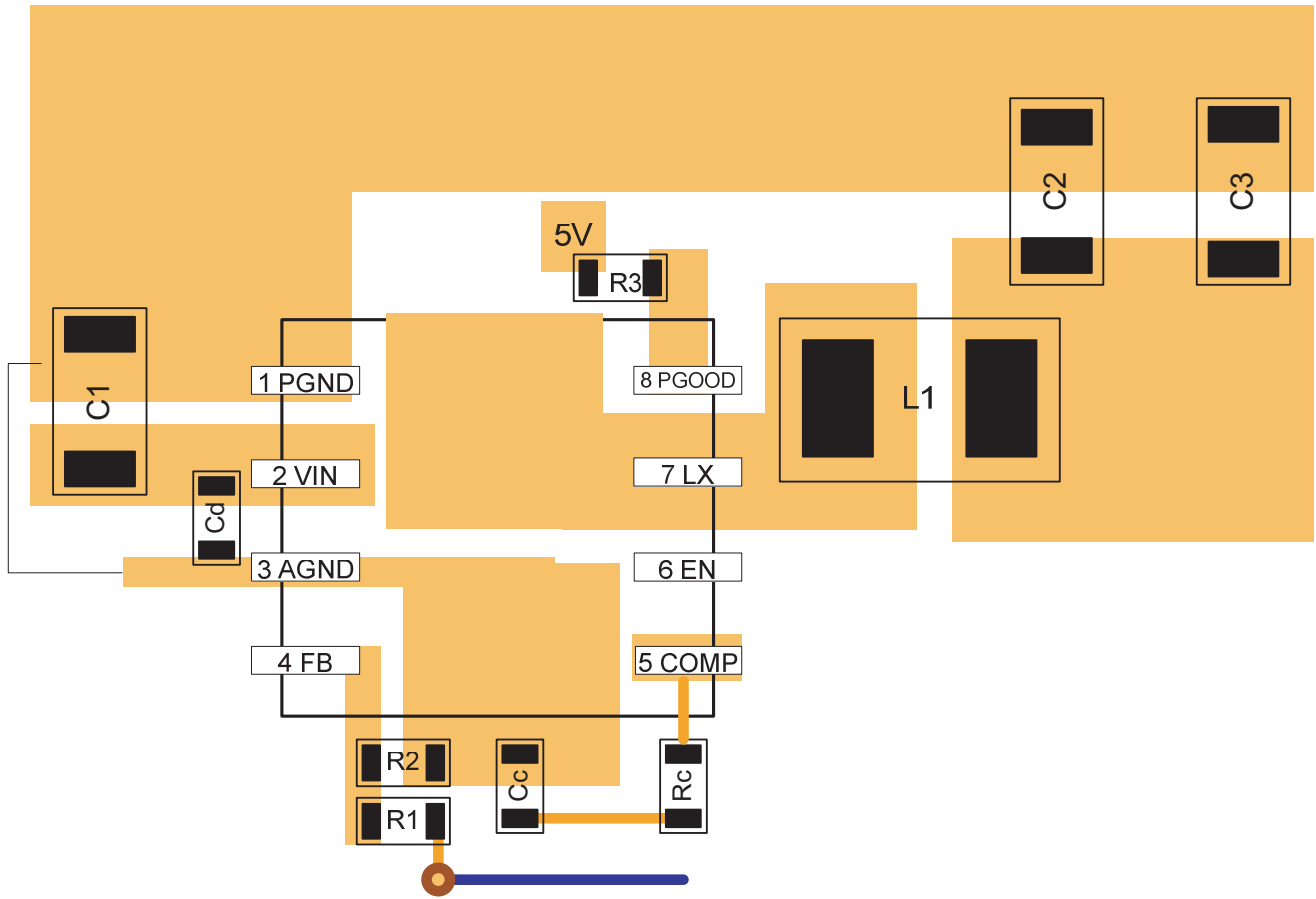 C2
C3
5V
R3
1 PGND
8 PGOOD
C1
L1
2 VIN
7 LX
Cd
3 AGND
6 EN
4 FB
5 COMP
R2
Cc
Rc
R1